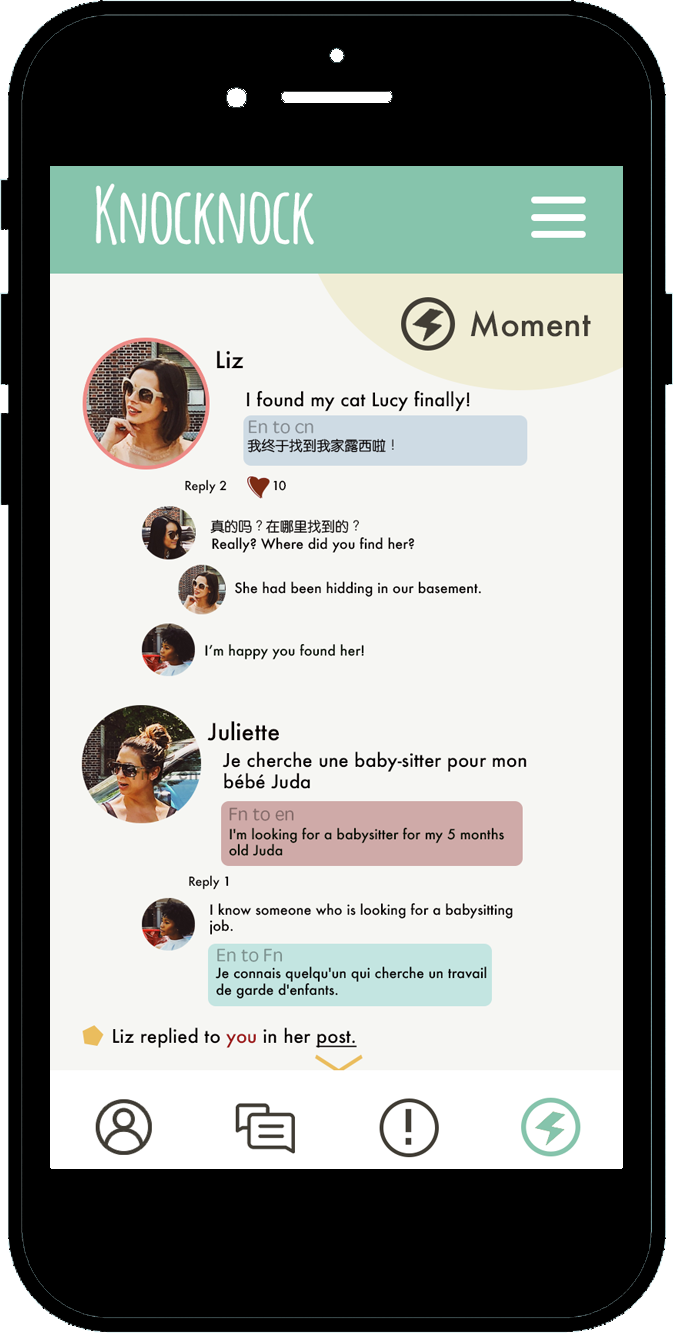 KNOCKNOCK
Moment
Liz
I found my cat Lucy finally!
En to cn
我终于找到我家露西啦！
Reply 2 10
真的吗？在哪里找到的？
Really? Where did you find her?
She had been hidding in our basement.
I'm happy you found her!
Juliette
Je cherche une baby-sitter pour mon
bébé Juda
Fn to en
I'm looking for a babysitter for my 5 months
old Juda
Reply 1
I know someone who is looking for a babysitting
job.
En to Fn
Je connais quelqu'un qui cherche un travail
de garde d'enfants.
Liz replied to you in her post.